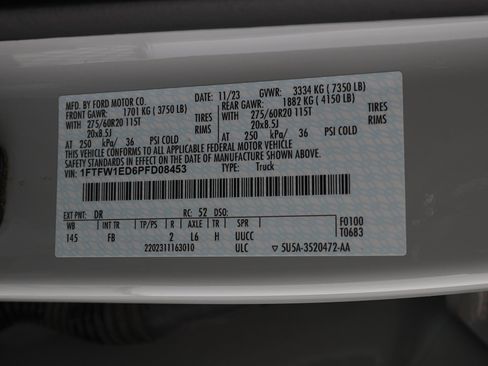 MFD. BY FORD MOTOR CO. 11/23 GVWR: 3334 KG ( 7350 LB)
FRONT GAWR: 1701 KG ( 3750 LB) REAR GAWR: 1882 KG ( 4150 LB)
WITH 275/60R20 115T TIRES WITH 275/60R20 115T TIRES
20x8.5J RIMS 20x8.5J RIMS
AT 250 kPa/ 36 PSI COLD AT 250 kPa/ 36 PSI COLD
THIS VEHICLE CONFORMS TO ALL APPLICABLE FEDERAL MOTOR VEHICLE
SAFETY STANDARDS IN EFFECT ON THE DATE OF MANUFACTURE SHOWN ABOVE.
VIN: 1FTFW1ED6PFD08453 TYPE: Truck
EXT PNT: DR RC: 52 DSO: F0100
WB INT TR TP/PS R AXLE TR SPR T0683
145 FB 2 L6 H UUCC
2202311163010 ULC 5U5A-3520472-AA